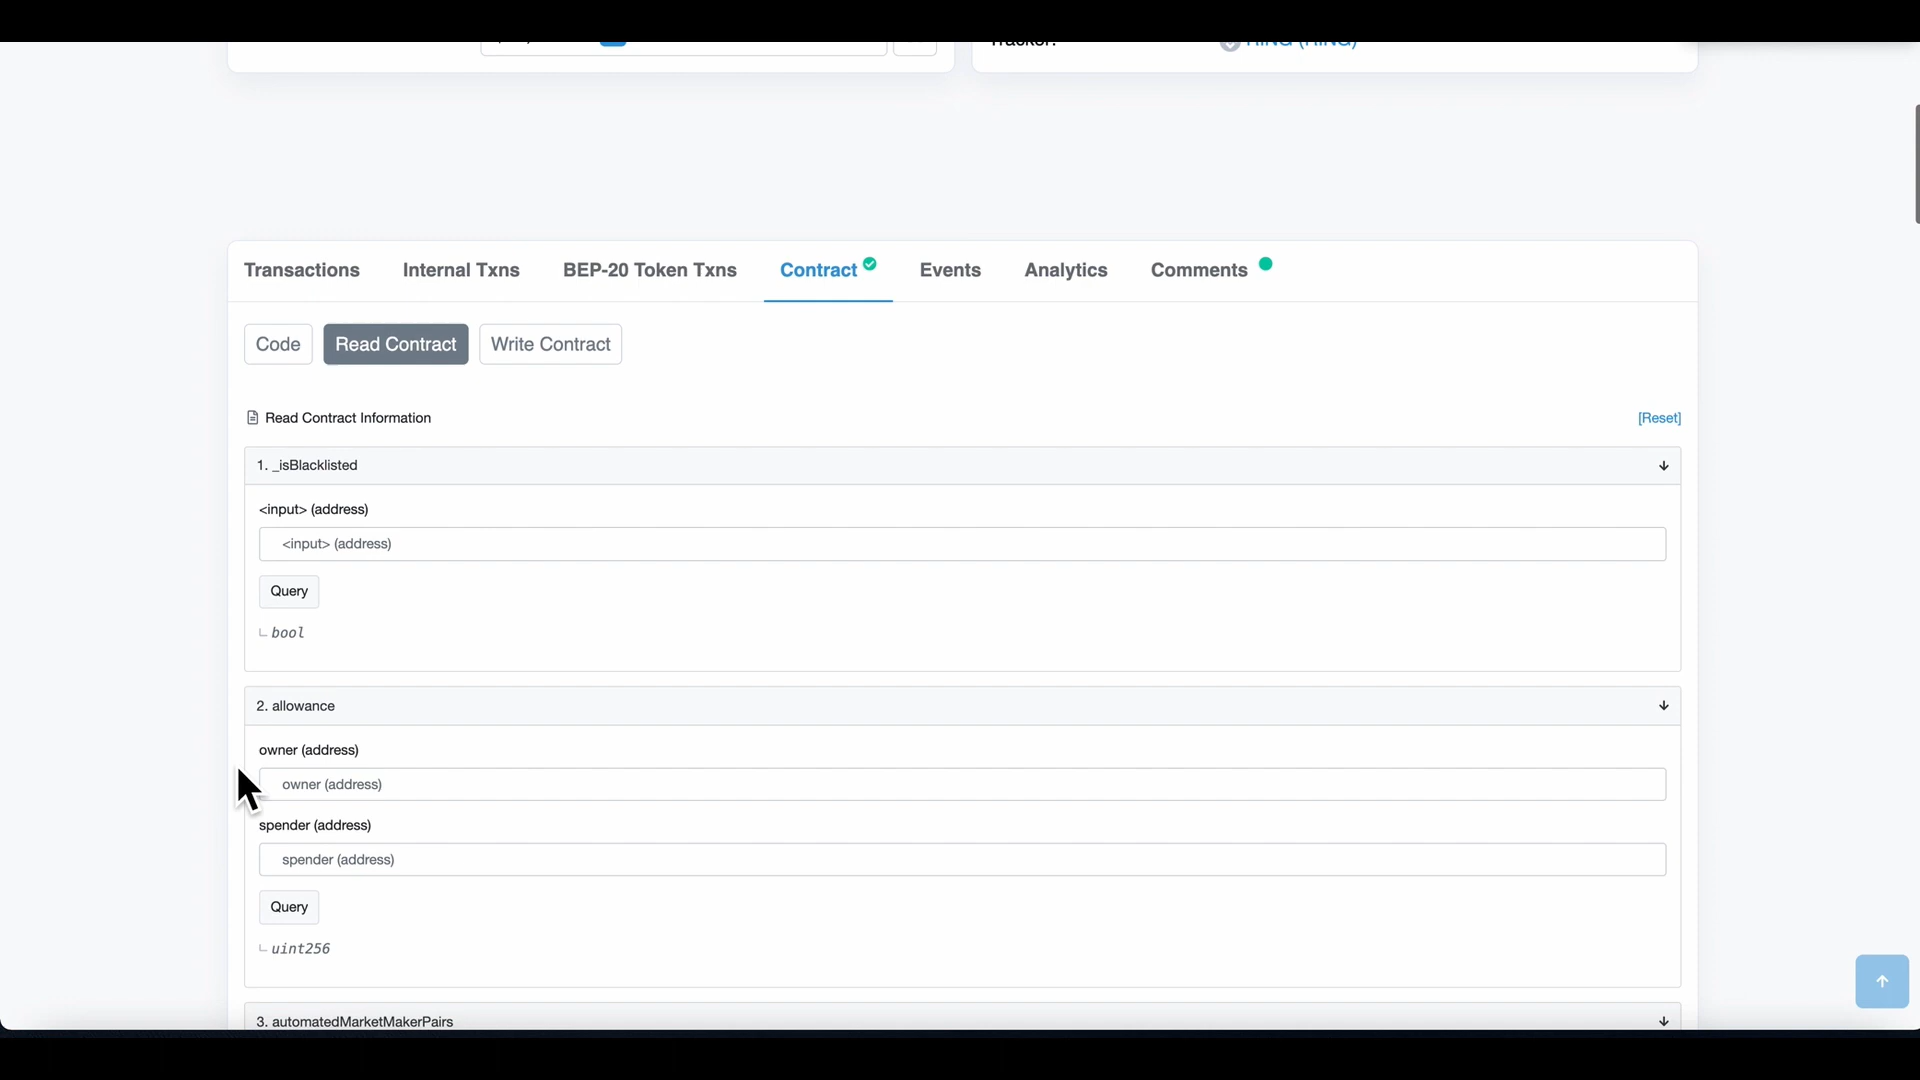 Transactions Internal Txns BEP-20 Token Txns Contract Events Analytics Comments
Code Read Contract Write Contract
Read Contract Information [Reset]
1. _isBlacklisted
<input> (address)
<input> (address)
Query
bool
2. allowance
owner (address)
owner (address)
spender (address)
spender (address)
Query
uint256
3. automatedMarketMakerPairs